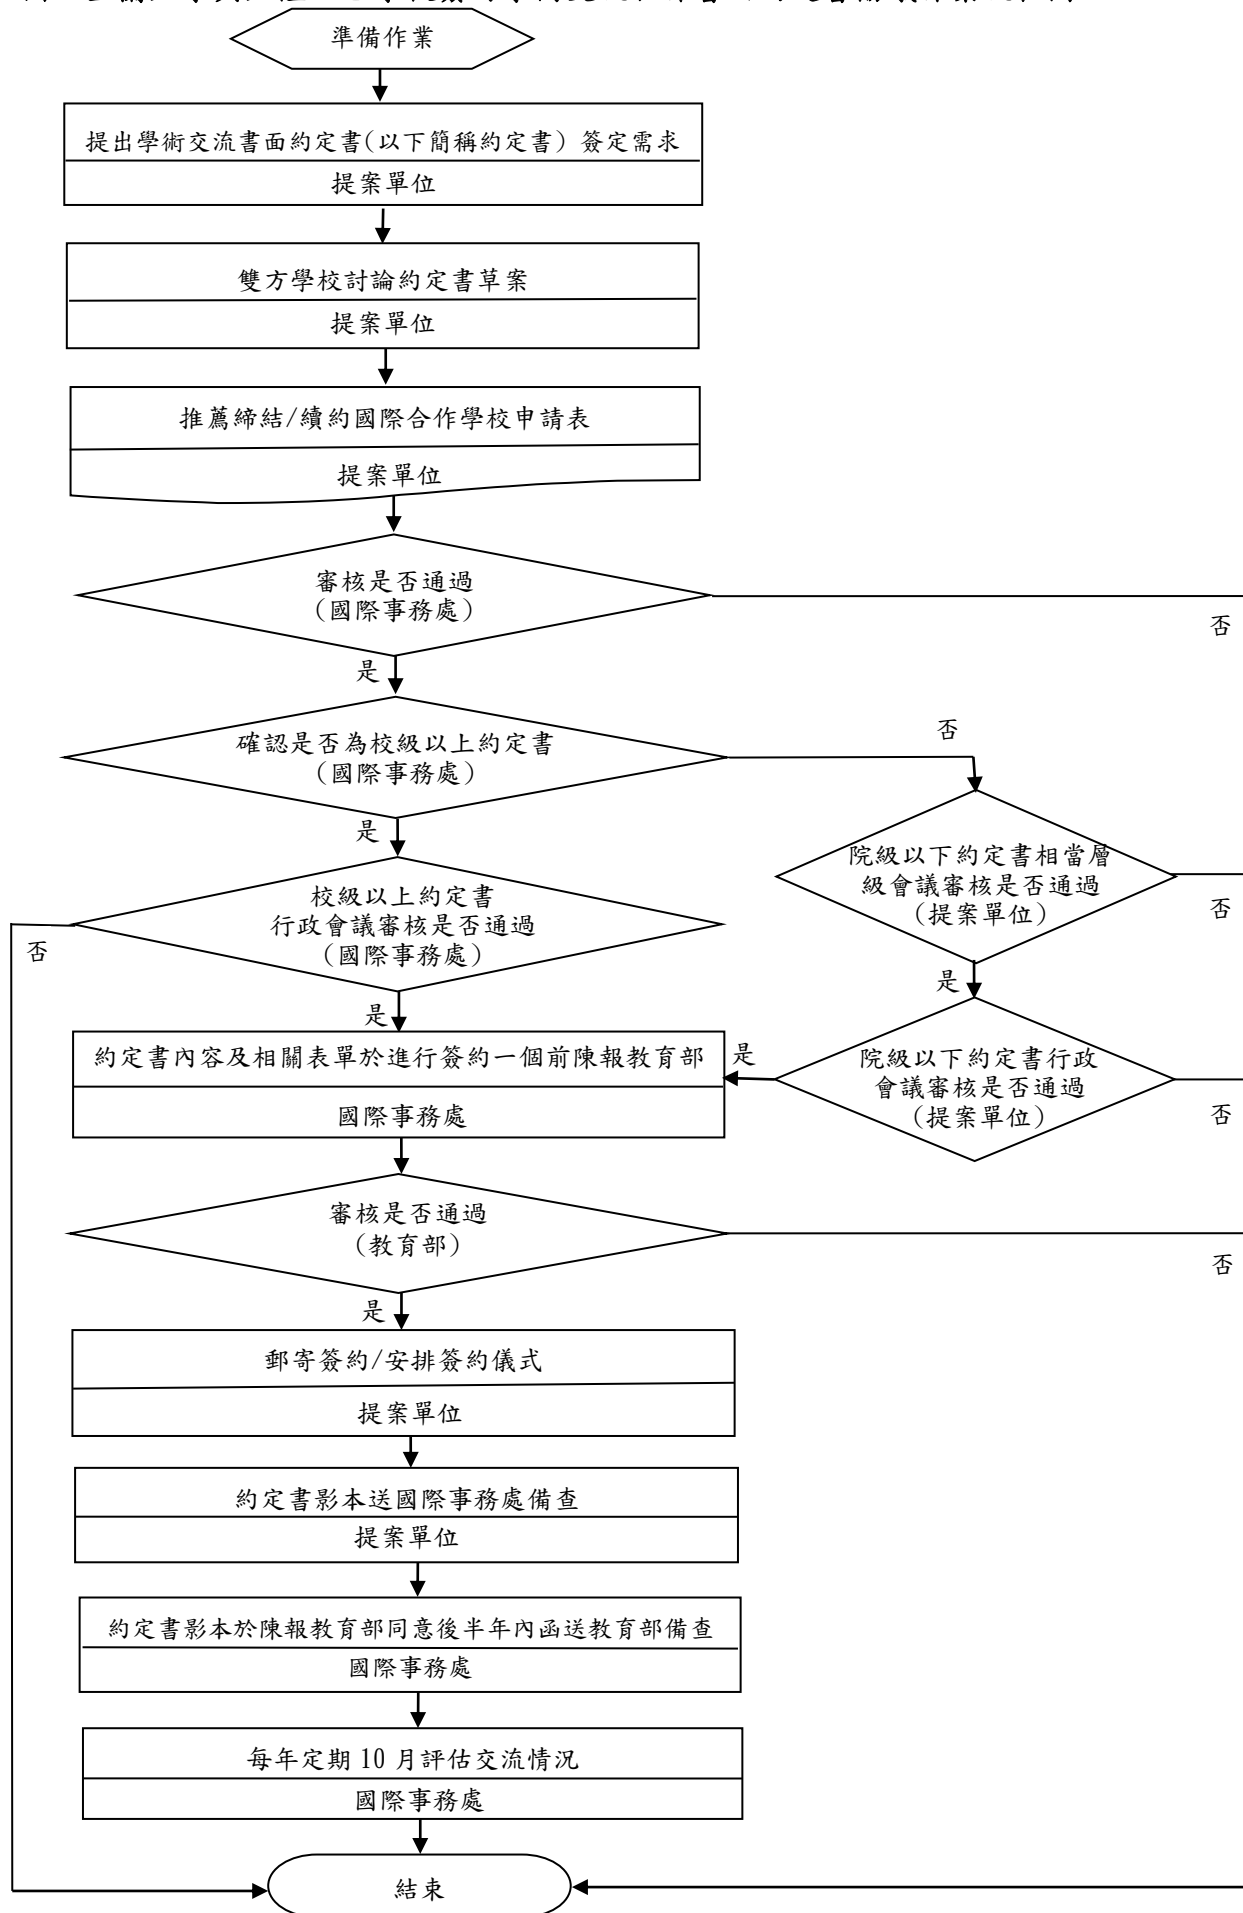 準備作業
提出學術交流書面約定書(以下簡稱約定書) 簽定需求
提案單位
雙方學校討論約定書草案
提案單位
推薦締結/續約國際合作學校申請表
提案單位
審核是否通過
(國際事務處)
否
是
確認是否為校級以上約定書
(國際事務處)
否
是
院級以下約定書相當層
級會議審核是否通過
(提案單位)
否
校級以上約定書
行政會議審核是否通過
(國際事務處)
否
是
是
約定書內容及相關表單於進行簽約一個前陳報教育部
國際事務處
是
院級以下約定書行政
會議審核是否通過
(提案單位)
否
審核是否通過
(教育部)
否
是
郵寄簽約/安排簽約儀式
提案單位
約定書影本送國際事務處備查
提案單位
約定書影本於陳報教育部同意後半年內函送教育部備查
國際事務處
每年定期 10 月評估交流情況
國際事務處
結束